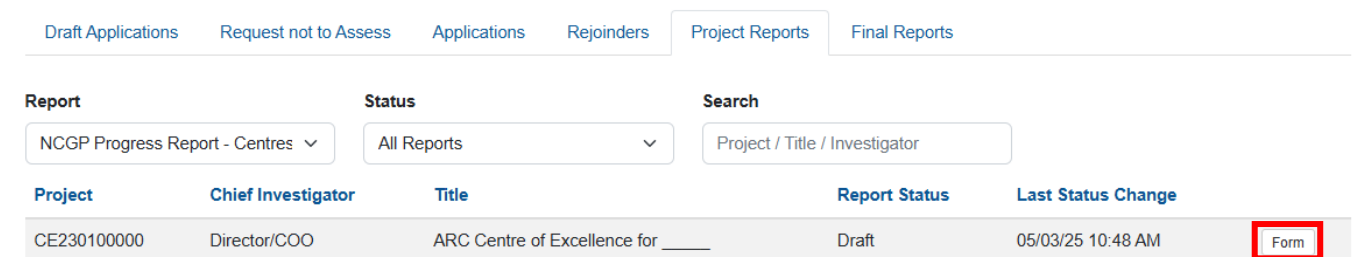 Draft Applications Request not to Assess Applications Rejoinders Project Reports Final Reports
Report Status Search
NCGP Progress Report - Centres All Reports Project / Title / Investigator
Project Chief Investigator Title Report Status Last Status Change
CE230100000 Director/COO ARC Centre of Excellence for _____ Draft 05/03/25 10:48 AM Form